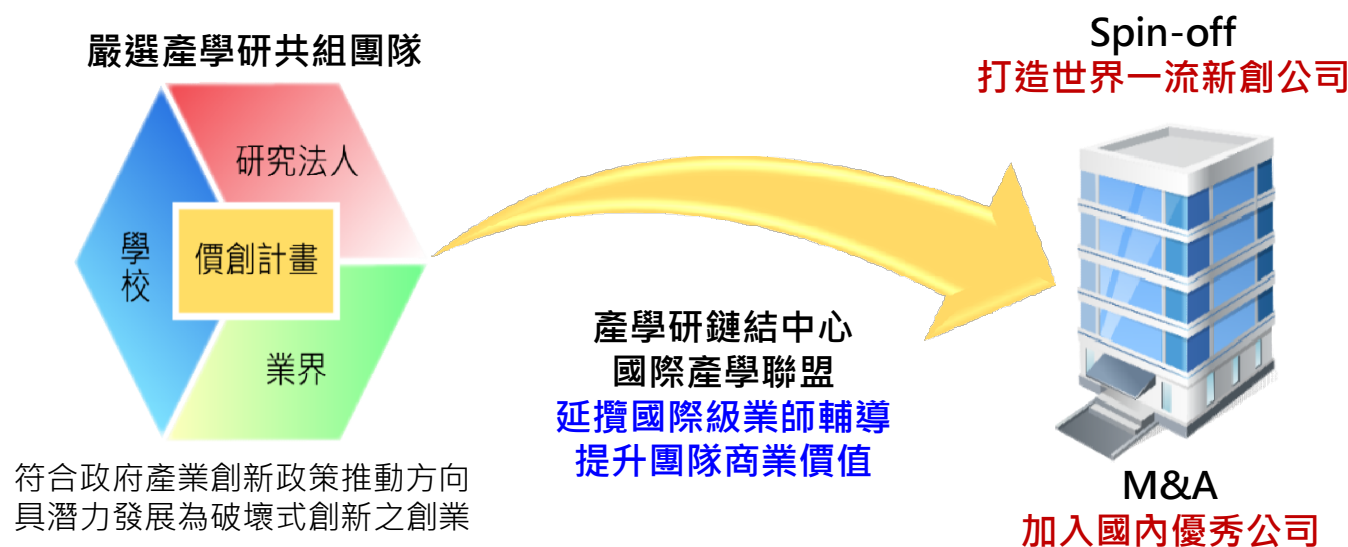 嚴選產學研共組團隊
研究法人
學校
價創計畫
業界
符合政府產業創新政策推動方向
具潛力發展為破壞式創新之創業
產學研鏈結中心
國際產學聯盟
延攬國際級業師輔導
提升團隊商業價值
Spin-off
打造世界一流新創公司
M&A
加入國內優秀公司